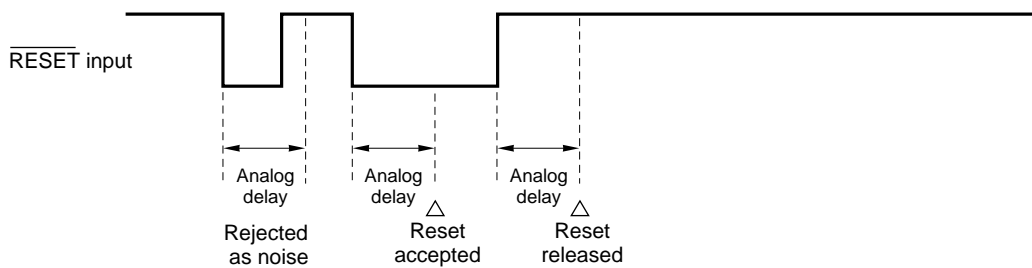 RESET input
Analog
delay
Analog
delay
Analog
delay
Rejected
as noise
Reset
accepted
Reset
released